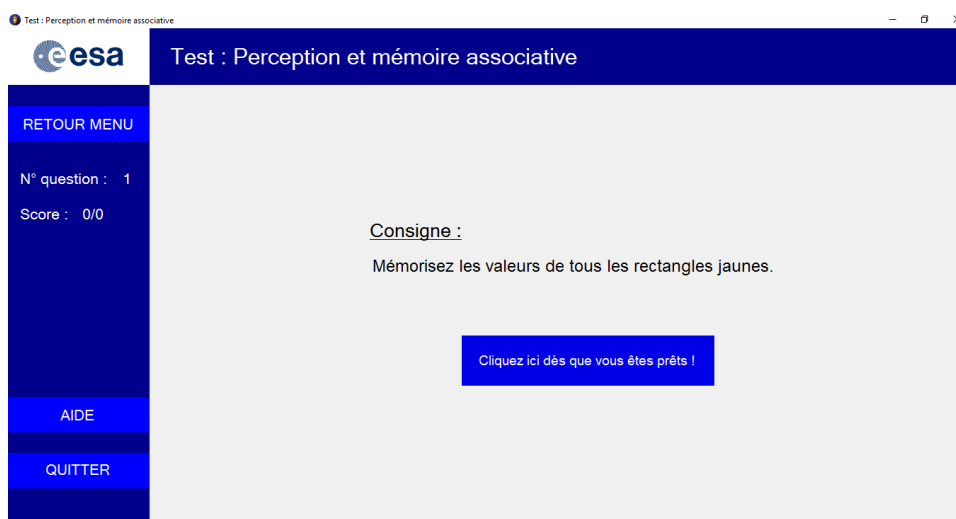 Test : Perception et mémoire associative
esa
Test : Perception et mémoire associative
RETOUR MENU
N° question : 1
Score : 0/0
Consigne :
Mémorisez les valeurs de tous les rectangles jaunes.
Cliquez ici dès que vous êtes prêts !
AIDE
QUITTER